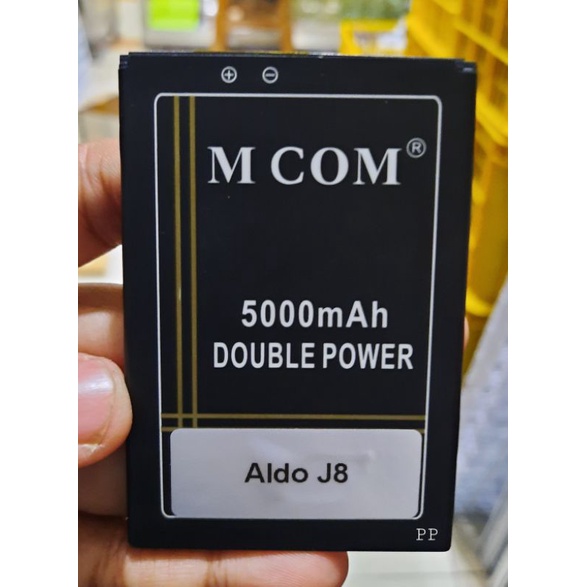 ⊕ ⊖
M COM®
5000mAh
DOUBLE POWER
Aldo J8
PP